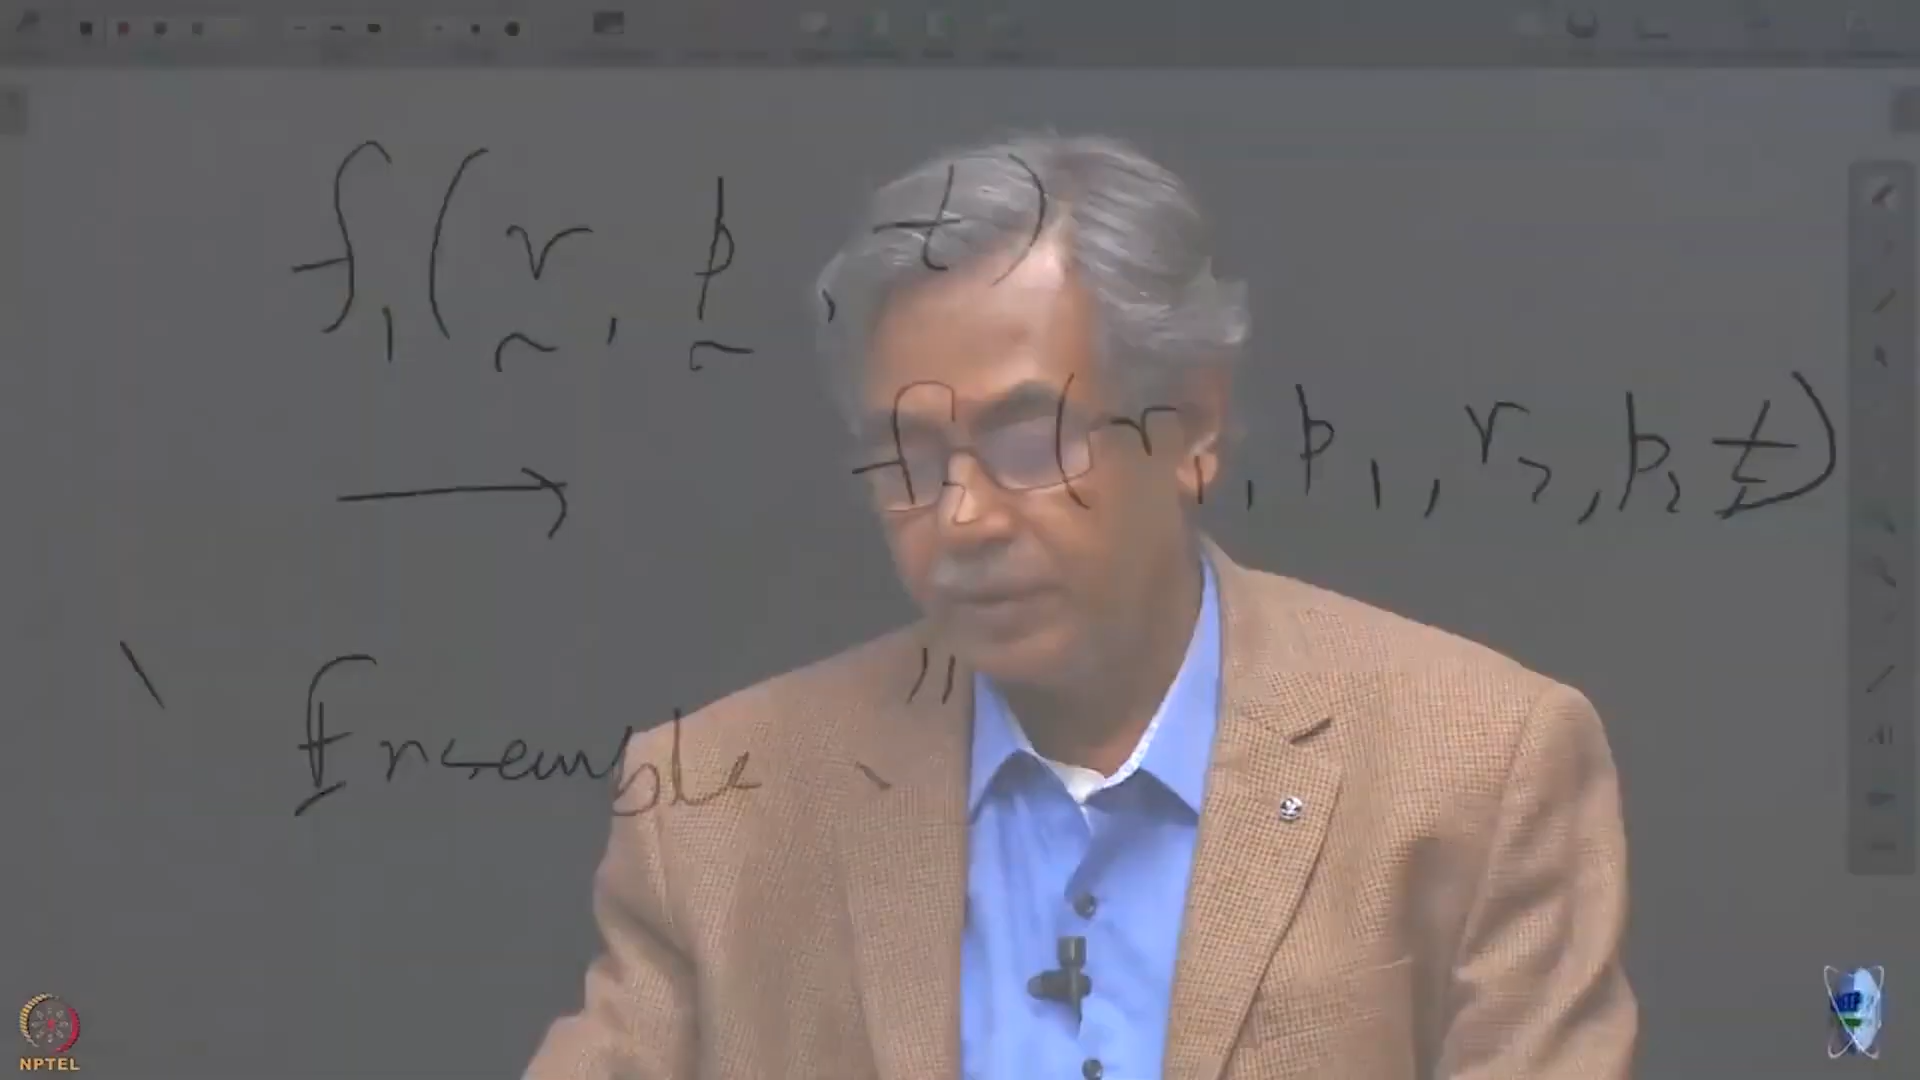 f₁(r, p, t)
→ f₂(r₁, p₁, r₂, p₂ t)
` Ensemble "
NPTEL